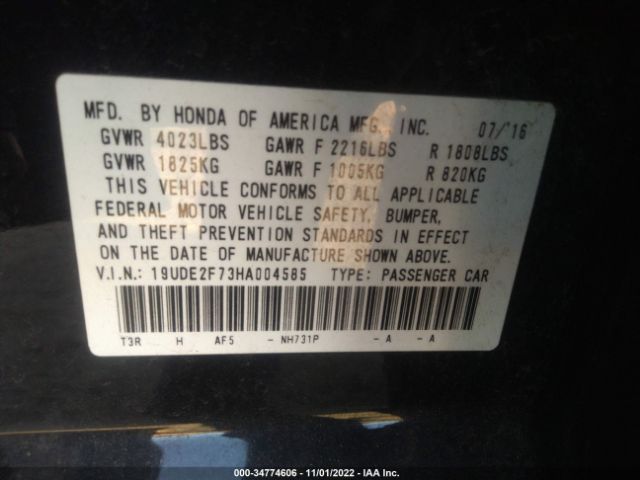 MFD. BY HONDA OF AMERICA MFG., INC. 07/'16
GVWR 4023LBS GAWR F 2216LBS R 1808LBS
GVWR 1825KG GAWR F 1005KG R 820KG
THIS VEHICLE CONFORMS TO ALL APPLICABLE
FEDERAL MOTOR VEHICLE SAFETY, BUMPER,
AND THEFT PREVENTION STANDARDS IN EFFECT
ON THE DATE OF MANUFACTURE SHOWN ABOVE.
V.I.N.: 19UDE2F73HA004585 TYPE: PASSENGER CAR
T3R H AF5 - NH731P - A - A
000-34774606 - 11/01/2022 - IAA Inc.